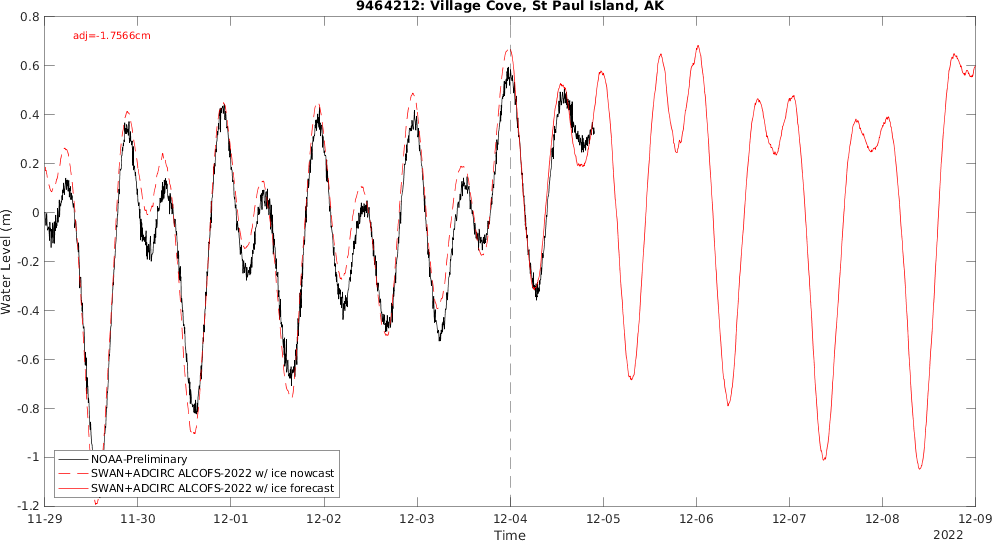 9464212: Village Cove, St Paul Island, AK
adj=-1.7566cm
0.8
0.6
0.4
0.2
0
-0.2
-0.4
-0.6
-0.8
-1
-1.2
Water Level (m)
NOAA-Preliminary
SWAN+ADCIRC ALCOFS-2022 w/ ice nowcast
SWAN+ADCIRC ALCOFS-2022 w/ ice forecast
11-29 11-30 12-01 12-02 12-03 12-04 12-05 12-06 12-07 12-08 12-09
Time
2022